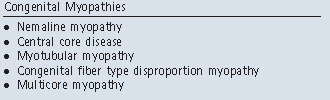 Congenital Myopathies
• Nemaline myopathy
• Central core disease
• Myotubular myopathy
• Congenital fiber type disproportion myopathy
• Multicore myopathy